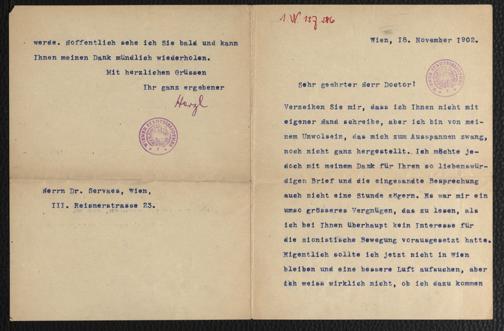 1 W 137 586
Wien, 18. November 1902.
Sehr geehrter Herr Doctor!
Verzeihen Sie mir, dass ich Ihnen nicht mit
eigener Hand schreibe, aber ich bin von mei-
nem Unwolsein, das mich zum Ausspannen zwang,
noch nicht ganz hergestellt. Ich möchte je-
doch mit meinem Dank für Ihren so liebenswür-
digen Brief und die eingesandte Besprechung
auch nicht eine Stunde zögern. Es war mir ein
umso grösseres Vergnügen, das zu lesen, als
ich bei Ihnen überhaupt kein Interesse für
die zionistische Bewegung vorausgesetzt hatte.
Eigentlich sollte ich jetzt nicht in Wien
bleiben und eine bessere Luft aufsuchen, aber
ich weiss wirklich nicht, ob ich dazu kommen
werde. Hoffentlich sehe ich Sie bald und kann
Ihnen meinen Dank mündlich wiederholen.
Mit herzlichen Grüssen
Ihr ganz ergebener
Herzl
Herrn Dr. Servaes, Wien,
III. Reisnerstrasse 23.